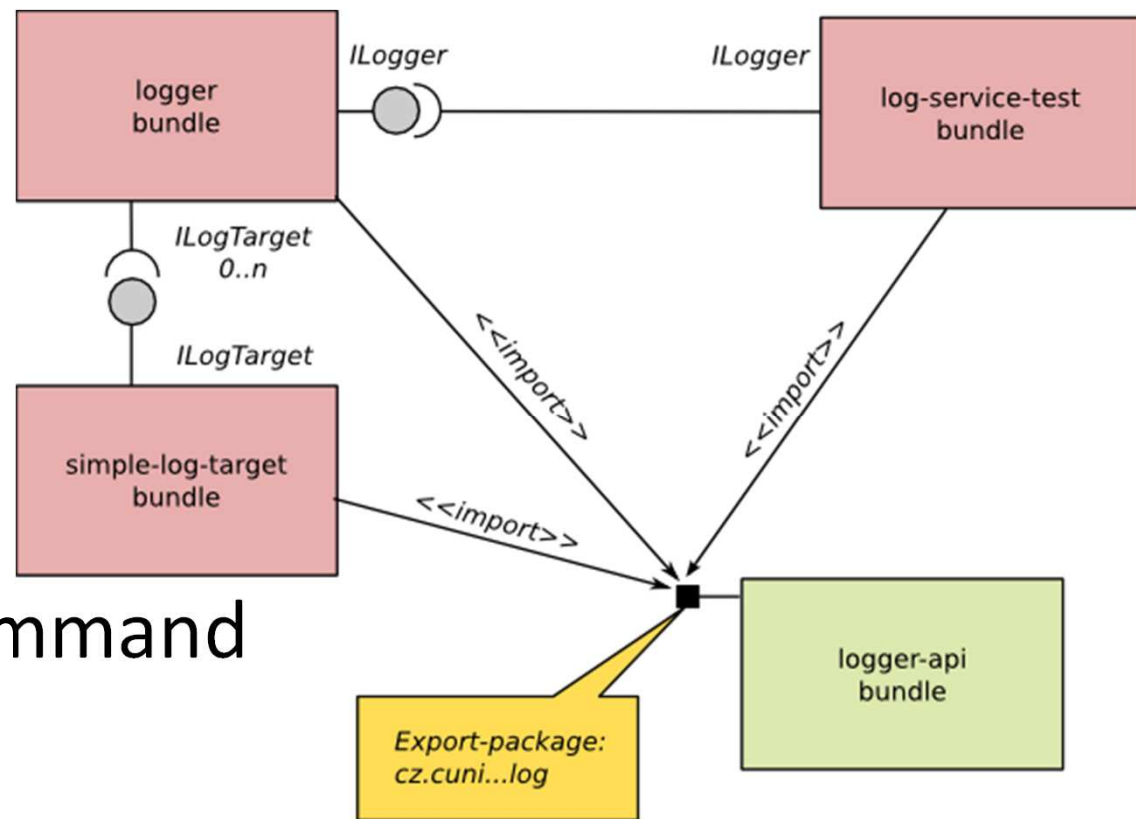 ILogger
ILogger
logger
bundle
log-service-test
bundle
ILogTarget
0..n
ILogTarget
<<import>>
<<import>>
simple-log-target
bundle
<<import>>
mmand
logger-api
bundle
Export-package:
cz.cuni...log